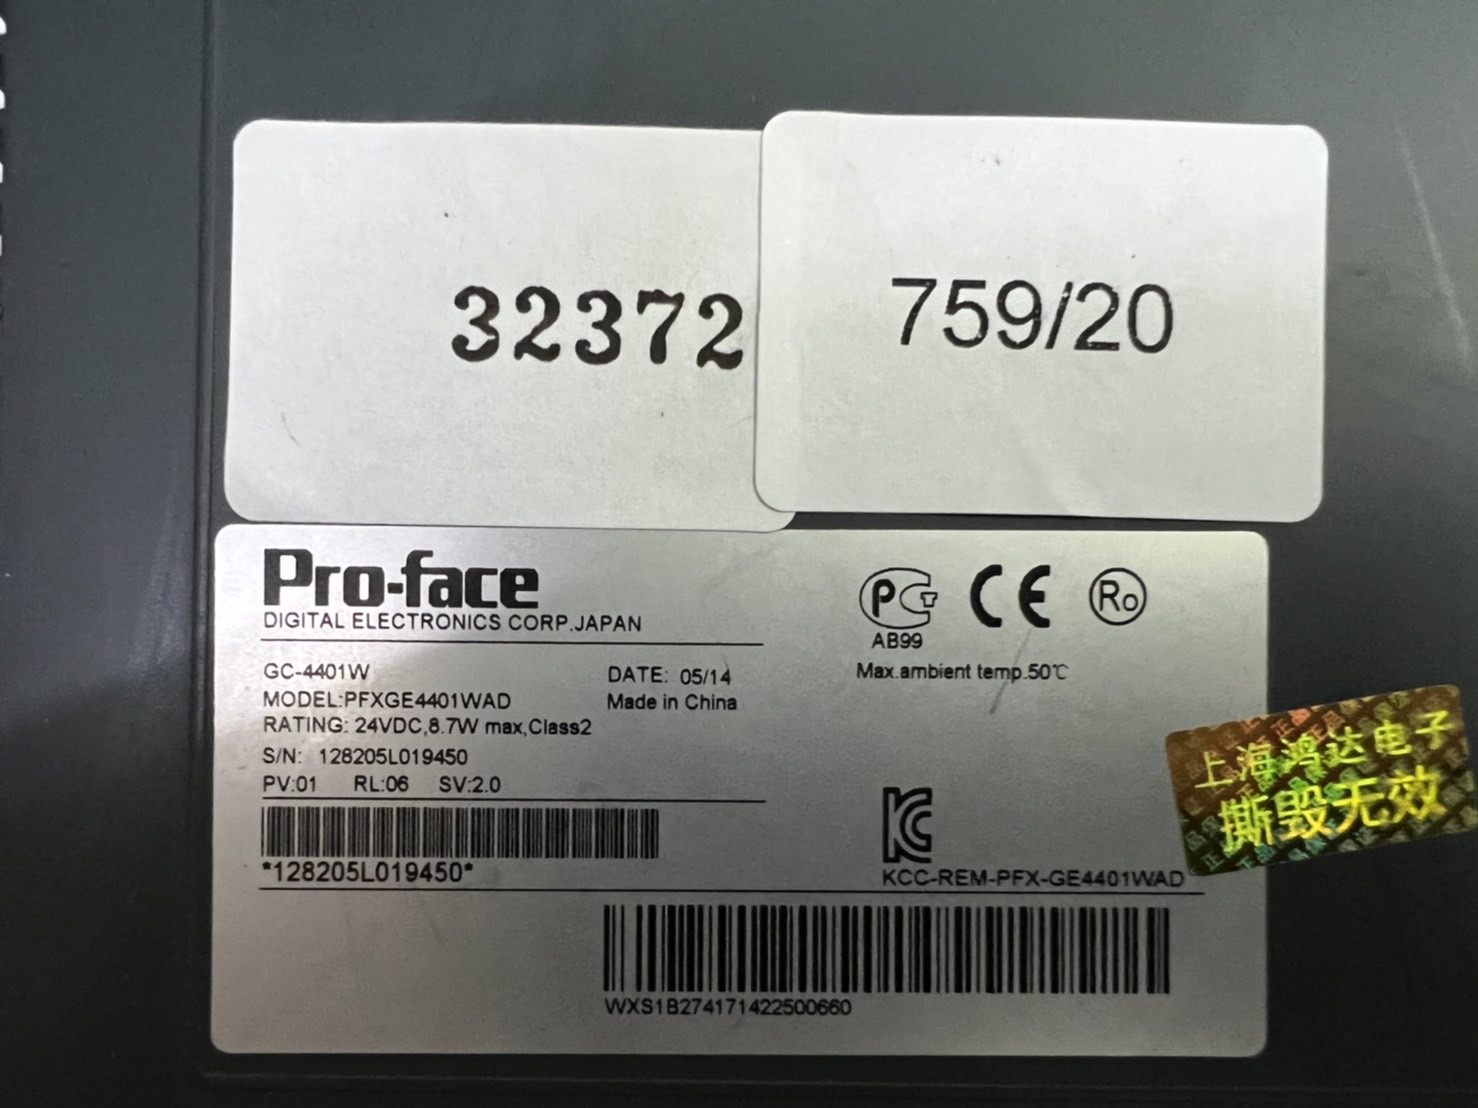 32372
759/20
Pro-face
DIGITAL ELECTRONICS CORP.JAPAN
AB99
GC-4401W
DATE: 05/14
Max.ambient temp.50℃
MODEL:PFXGE4401WAD
Made in China
RATING: 24VDC,8.7W max,Class2
S/N: 128205L019450
PV:01 RL:06 SV:2.0
*128205L019450*
KCC-REM-PFX-GE4401WAD
WXS1B274171422500660
上海鸿达电子
撕毁无效